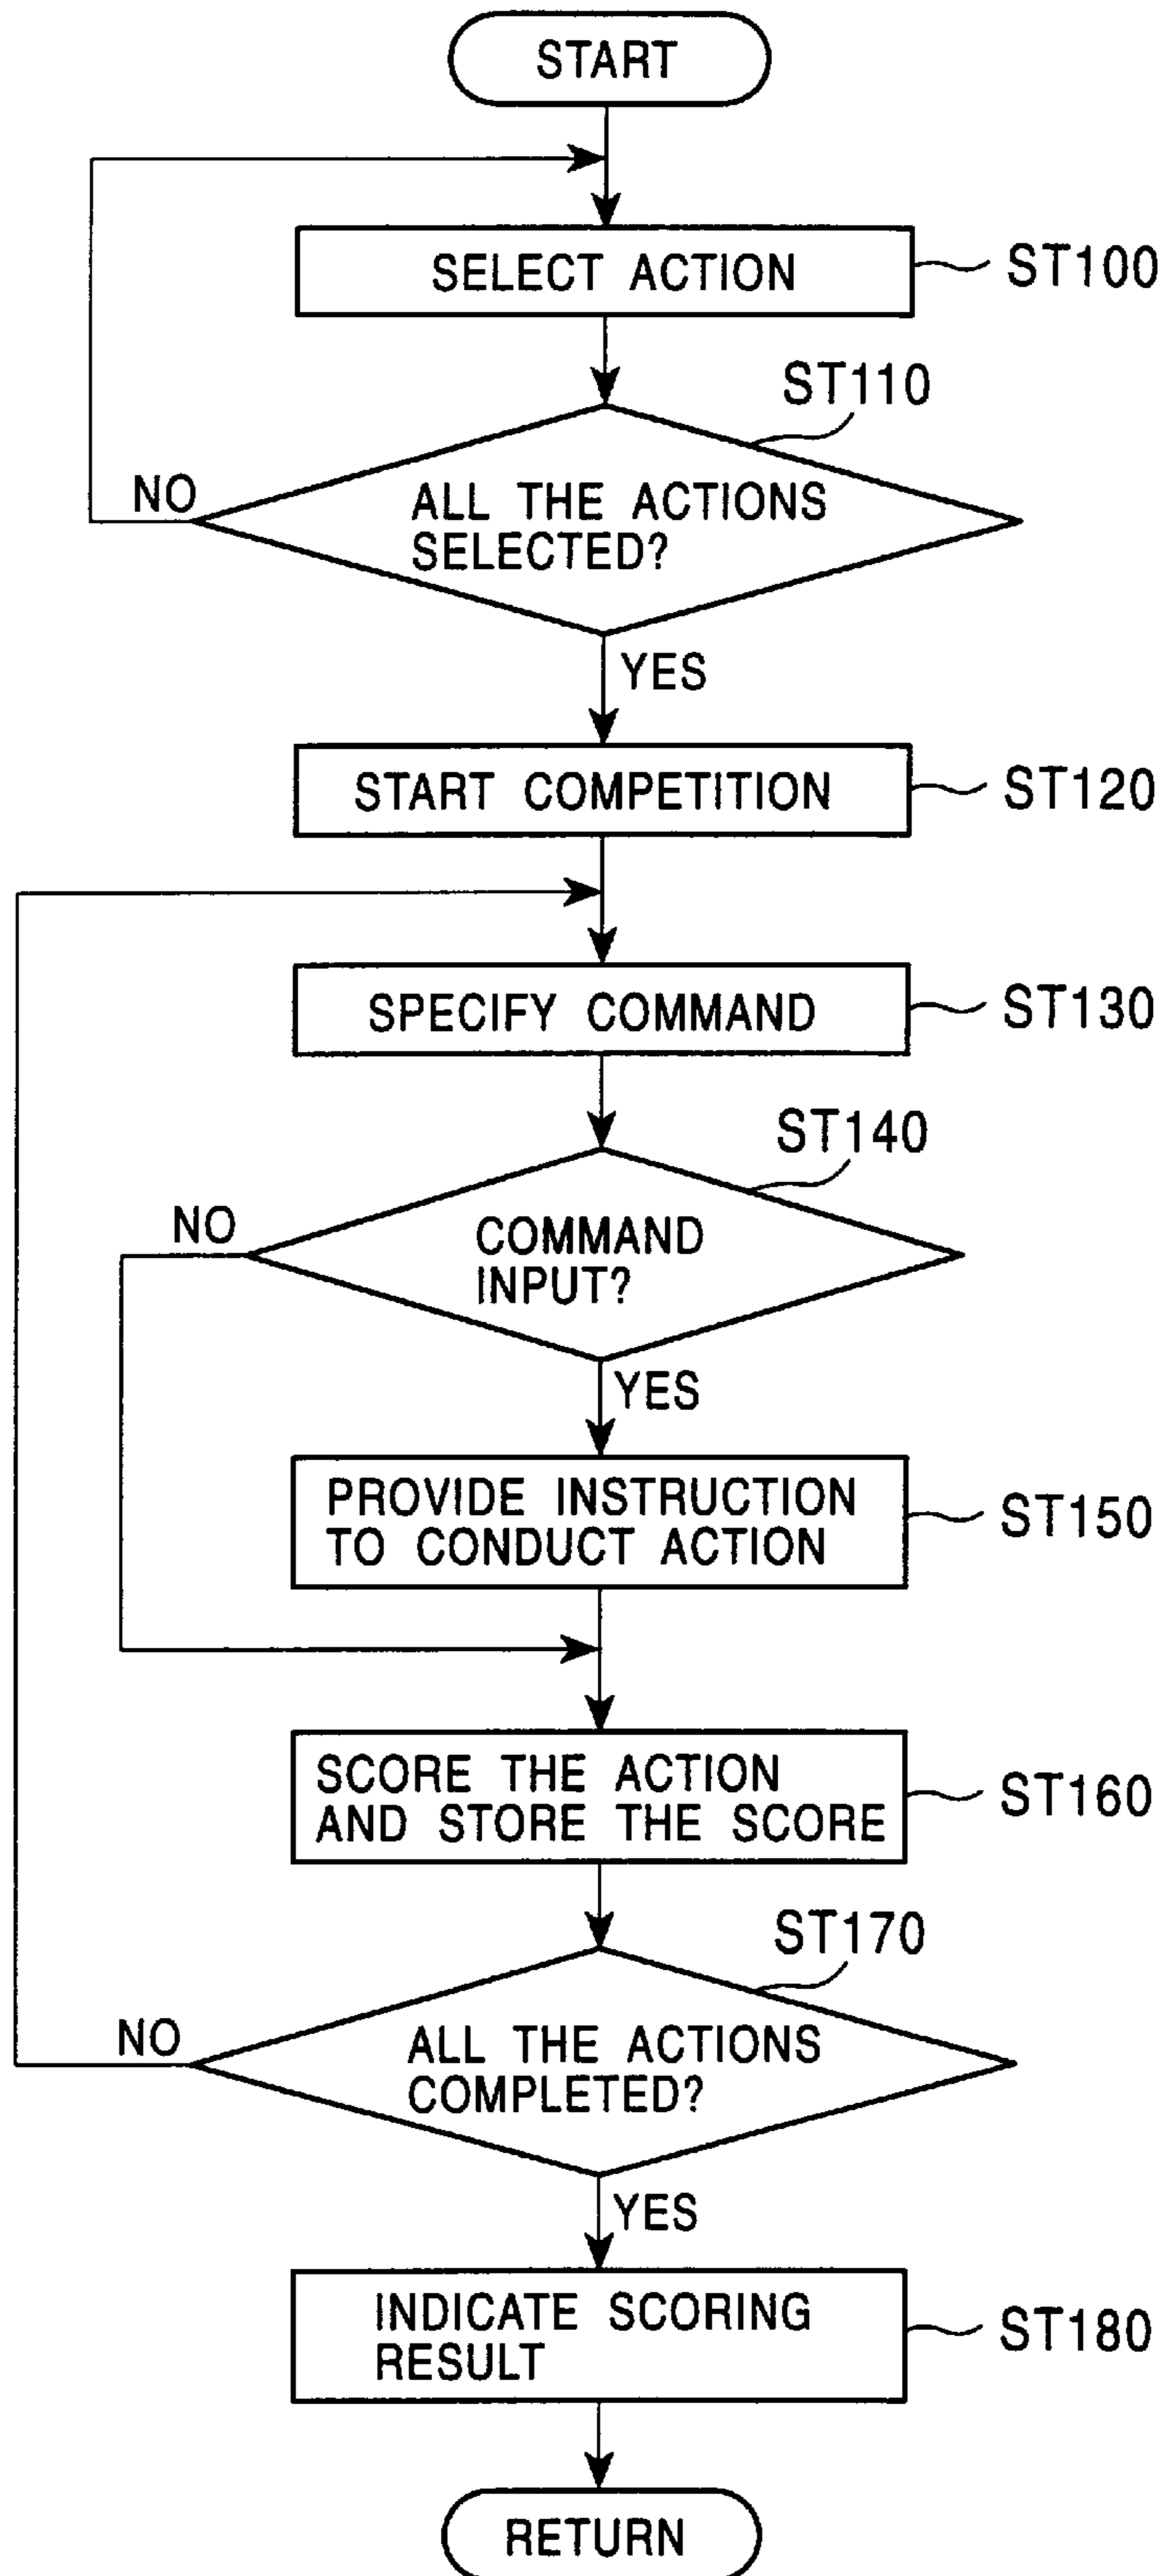 START
SELECT ACTION
ST100
ST110
NO
ALL THE ACTIONS
SELECTED?
YES
START COMPETITION
ST120
SPECIFY COMMAND
ST130
ST140
NO
COMMAND
INPUT?
YES
PROVIDE INSTRUCTION
TO CONDUCT ACTION
ST150
SCORE THE ACTION
AND STORE THE SCORE
ST160
ST170
NO
ALL THE ACTIONS
COMPLETED?
YES
INDICATE SCORING
RESULT
ST180
RETURN